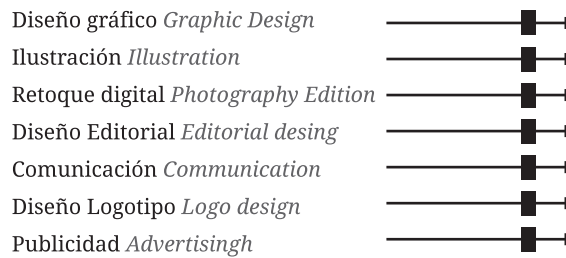 Diseño gráfico Graphic Design
Ilustración Illustration
Retoque digital Photography Edition
Diseño Editorial Editorial desing
Comunicación Communication
Diseño Logotipo Logo design
Publicidad Advertisingh